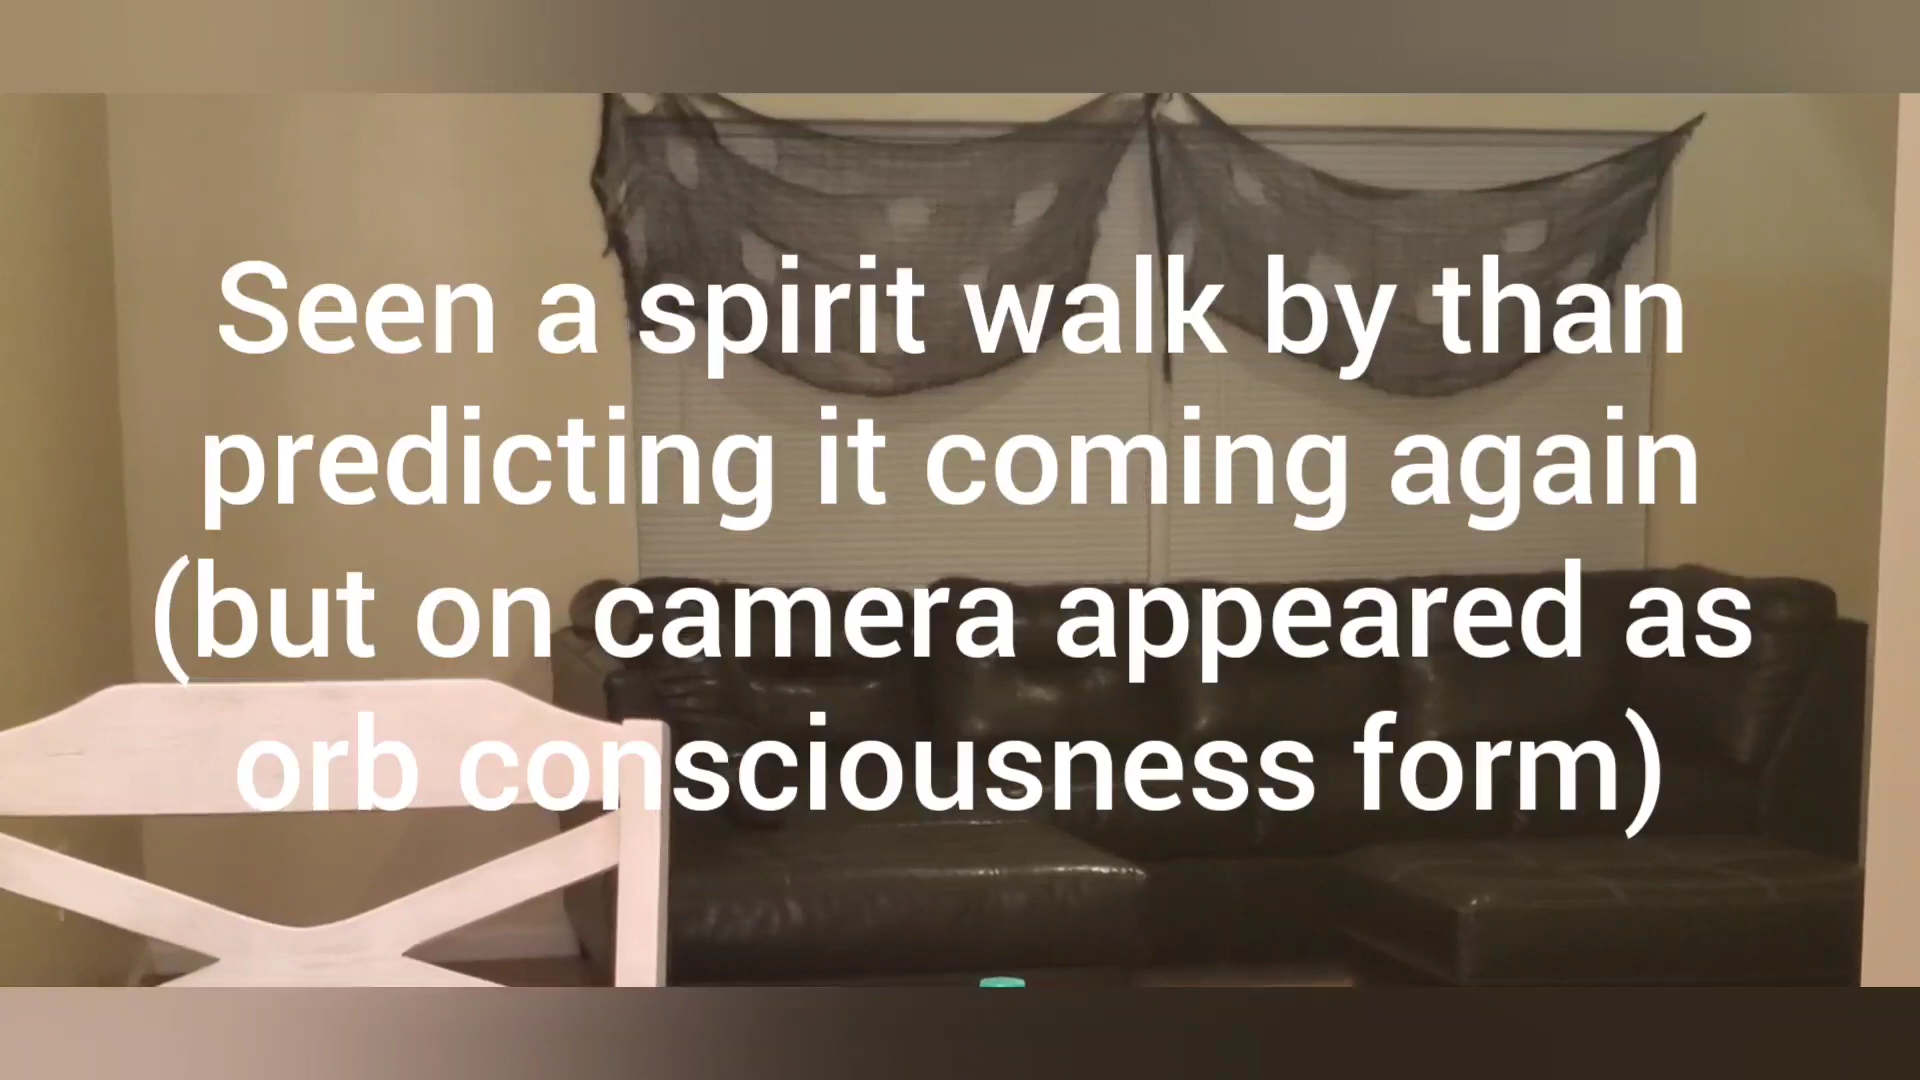 Seen a spirit walk by than
predicting it coming again
(but on camera appeared as
orb consciousness form)